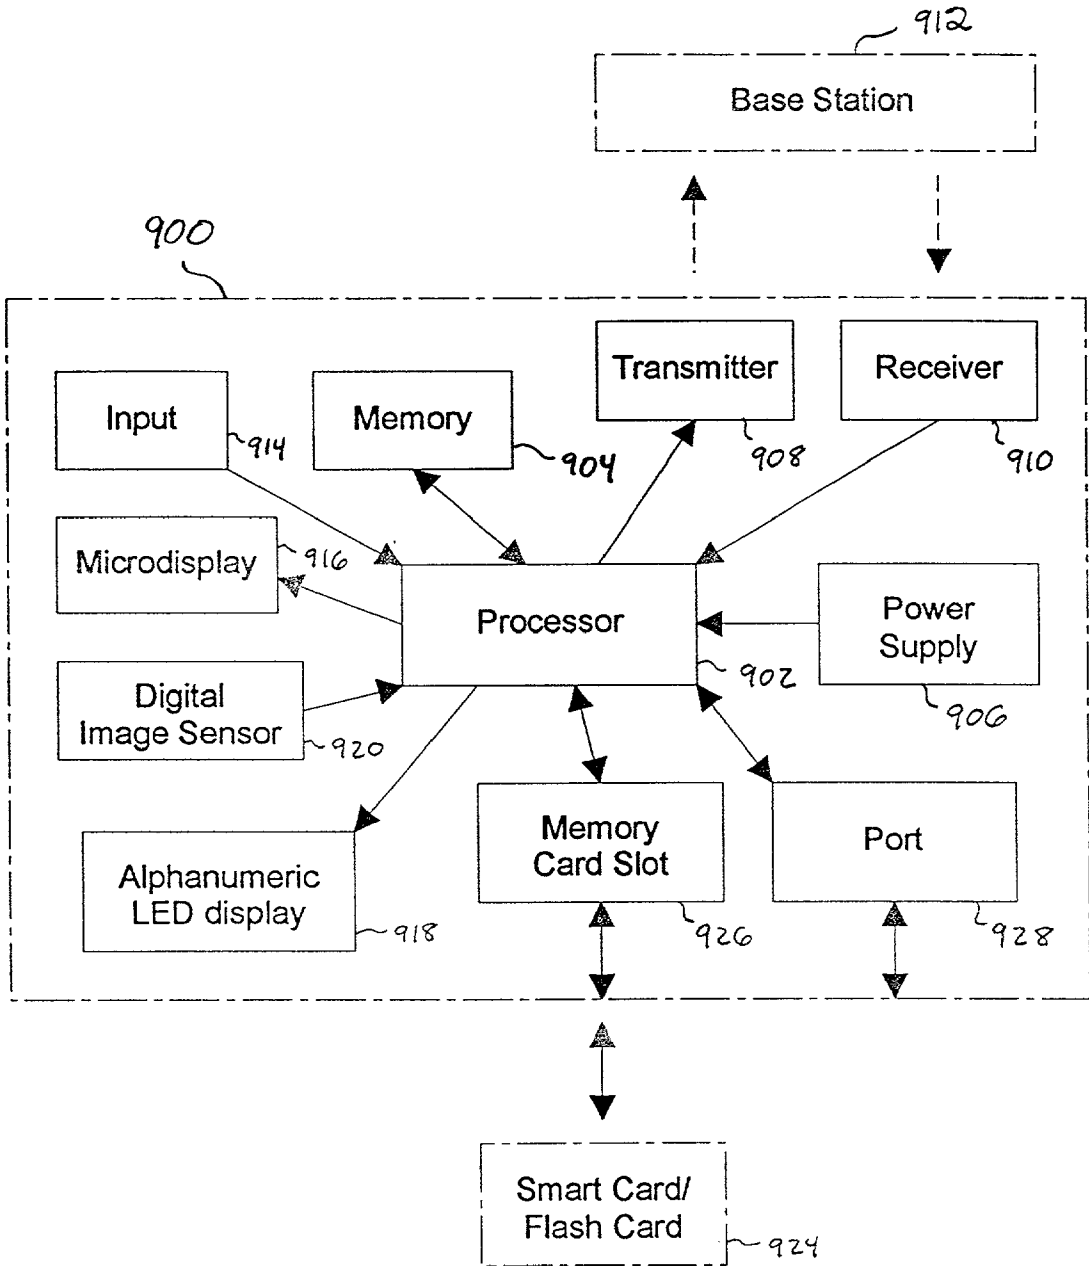 912
Base Station
900
Transmitter
908
Receiver
910
Input
914
Memory
904
Microdisplay
916
Processor
902
Power
Supply
906
Digital
Image Sensor
920
Memory
Card Slot
926
Port
928
Alphanumeric
LED display
918
Smart Card/
Flash Card
924